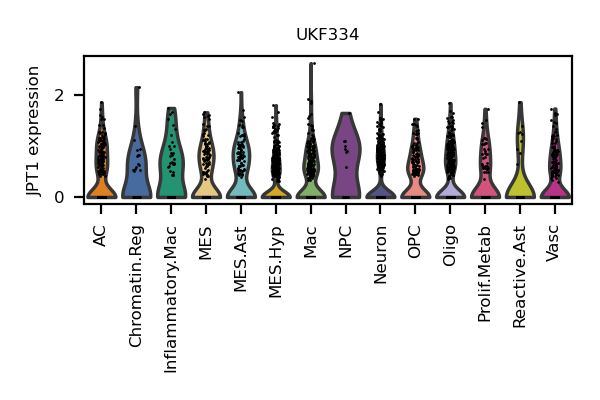 UKF334
JPT1 expression
2
0
AC
Chromatin.Reg
Inflammatory.Mac
MES
MES.Ast
MES.Hyp
Mac
NPC
Neuron
OPC
Oligo
Prolif.Metab
Reactive.Ast
Vasc